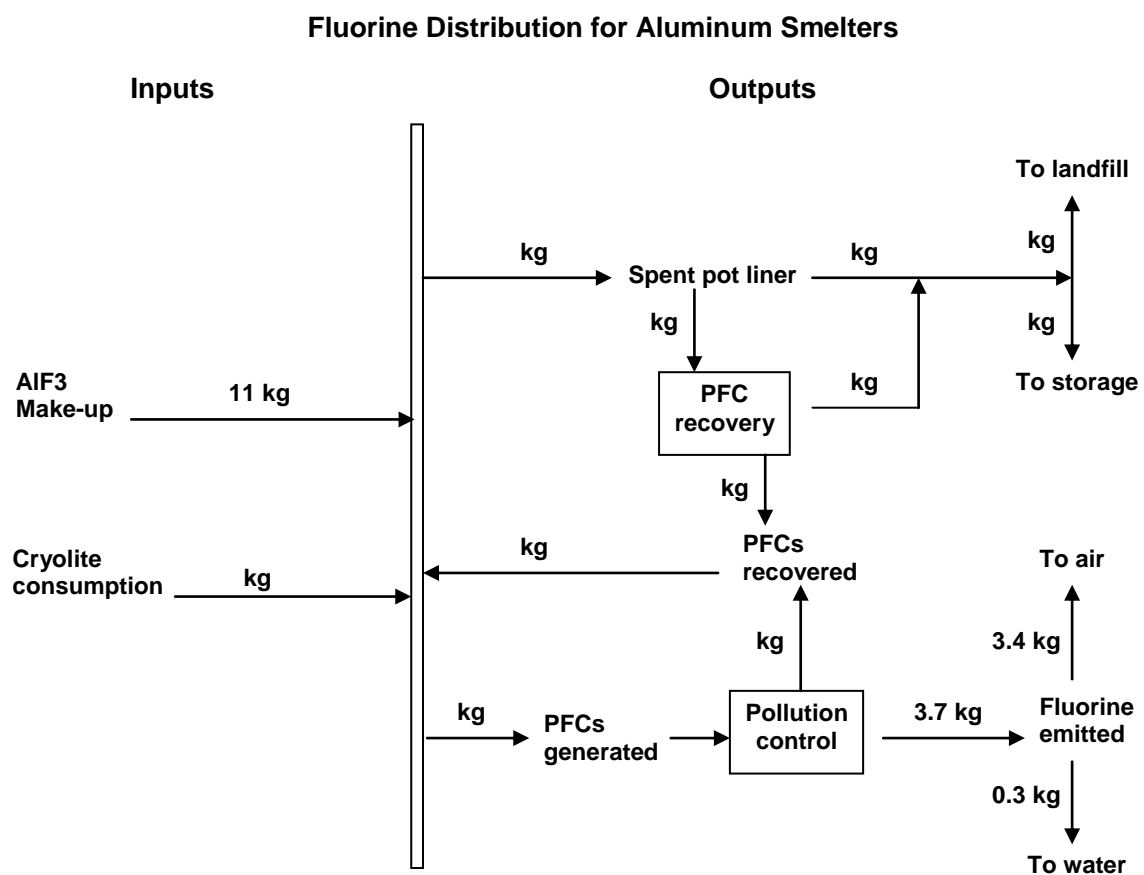 Fluorine Distribution for Aluminum Smelters
Inputs
Outputs
To landfill
kg
kg
kg
Spent pot liner
kg
kg
AlF3
Make-up
11 kg
PFC
recovery
kg
To storage
kg
Cryolite
consumption
kg
kg
PFCs
recovered
To air
kg
3.4 kg
kg
PFCs
generated
Pollution
control
3.7 kg
Fluorine
emitted
0.3 kg
To water